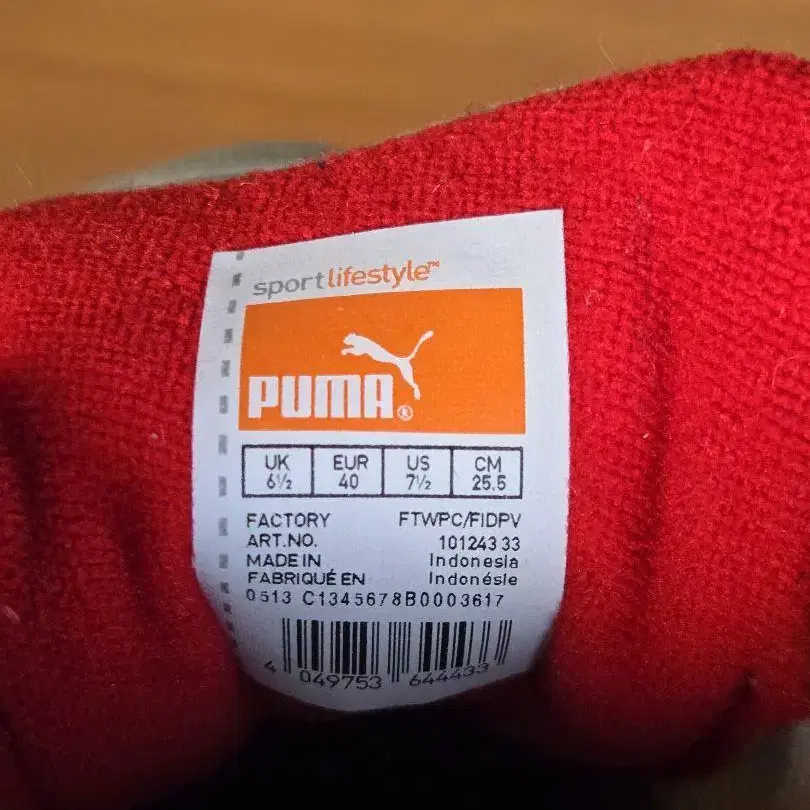 sportlifestyle™
PUMA®
UK EUR US CM
6½ 40 7½ 25.5
FACTORY FTWPC/FIDPV
ART.NO. 101243 33
MADE IN Indonesia
FABRIQUÉ EN Indonésie
0513 C1345678B0003617
4 049753 644433